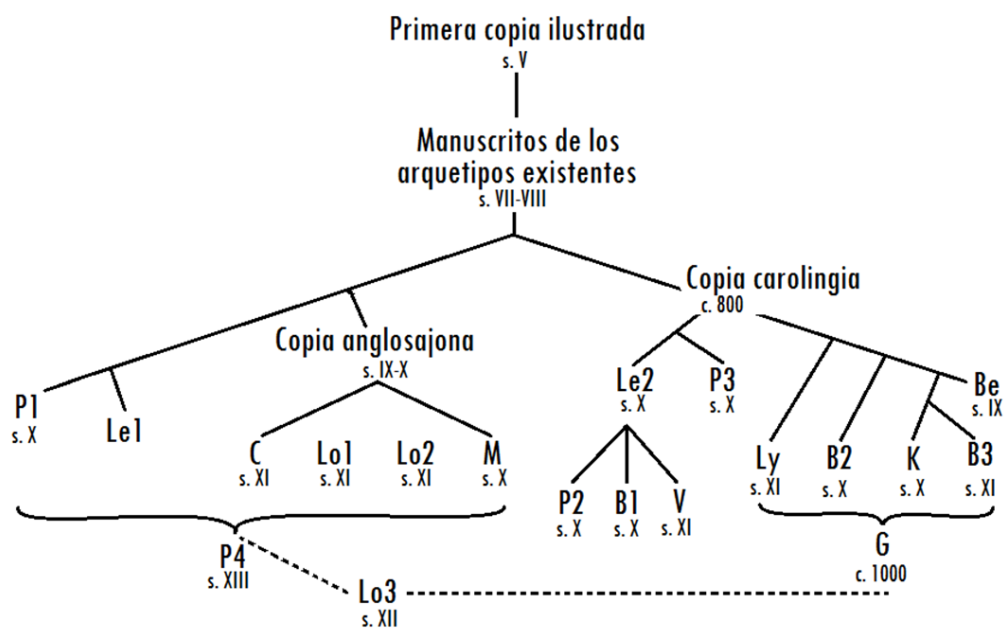 Primera copia ilustrada
s. V
Manuscritos de los
arquetipos existentes
s. VII-VIII
Copia carolingia
c. 800
Copia anglosajona
s. IX-X
P1
s. X
Le1
C
s. XI
Lo1
s. XI
Lo2
s. XI
M
s. X
Le2
s. X
P3
s. X
P2
s. X
B1
s. X
V
s. XI
Ly
s. XI
B2
s. X
K
s. X
B3
s. XI
Be
s. IX
P4
s. XIII
Lo3
s. XII
G
c. 1000